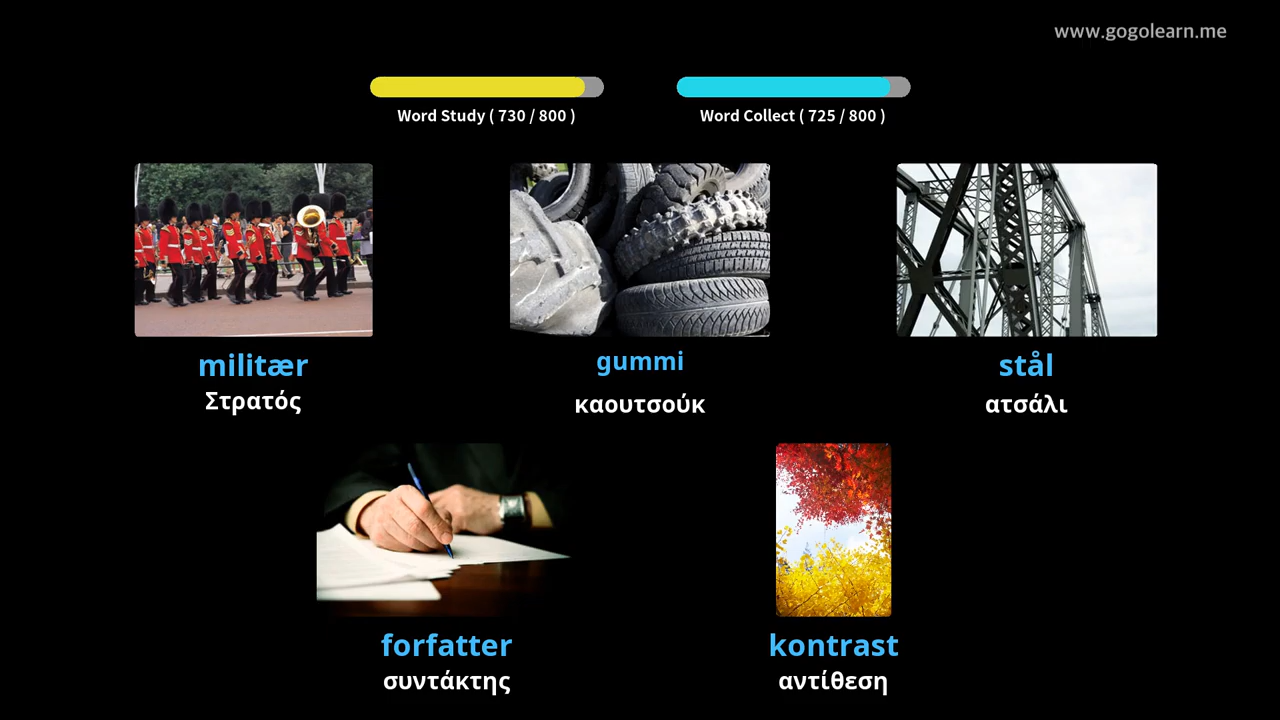 www.gogolearn.me
Word Study ( 730 / 800 )
Word Collect ( 725 / 800 )
militær
Στρατός
gummi
καουτσούκ
stål
ατσάλι
forfatter
συντάκτης
kontrast
αντίθεση